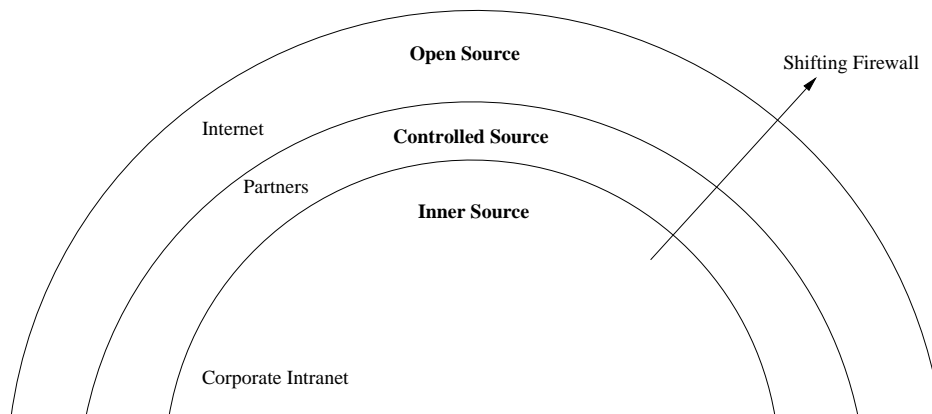 Open Source
Shifting Firewall
Internet
Controlled Source
Partners
Inner Source
Corporate Intranet